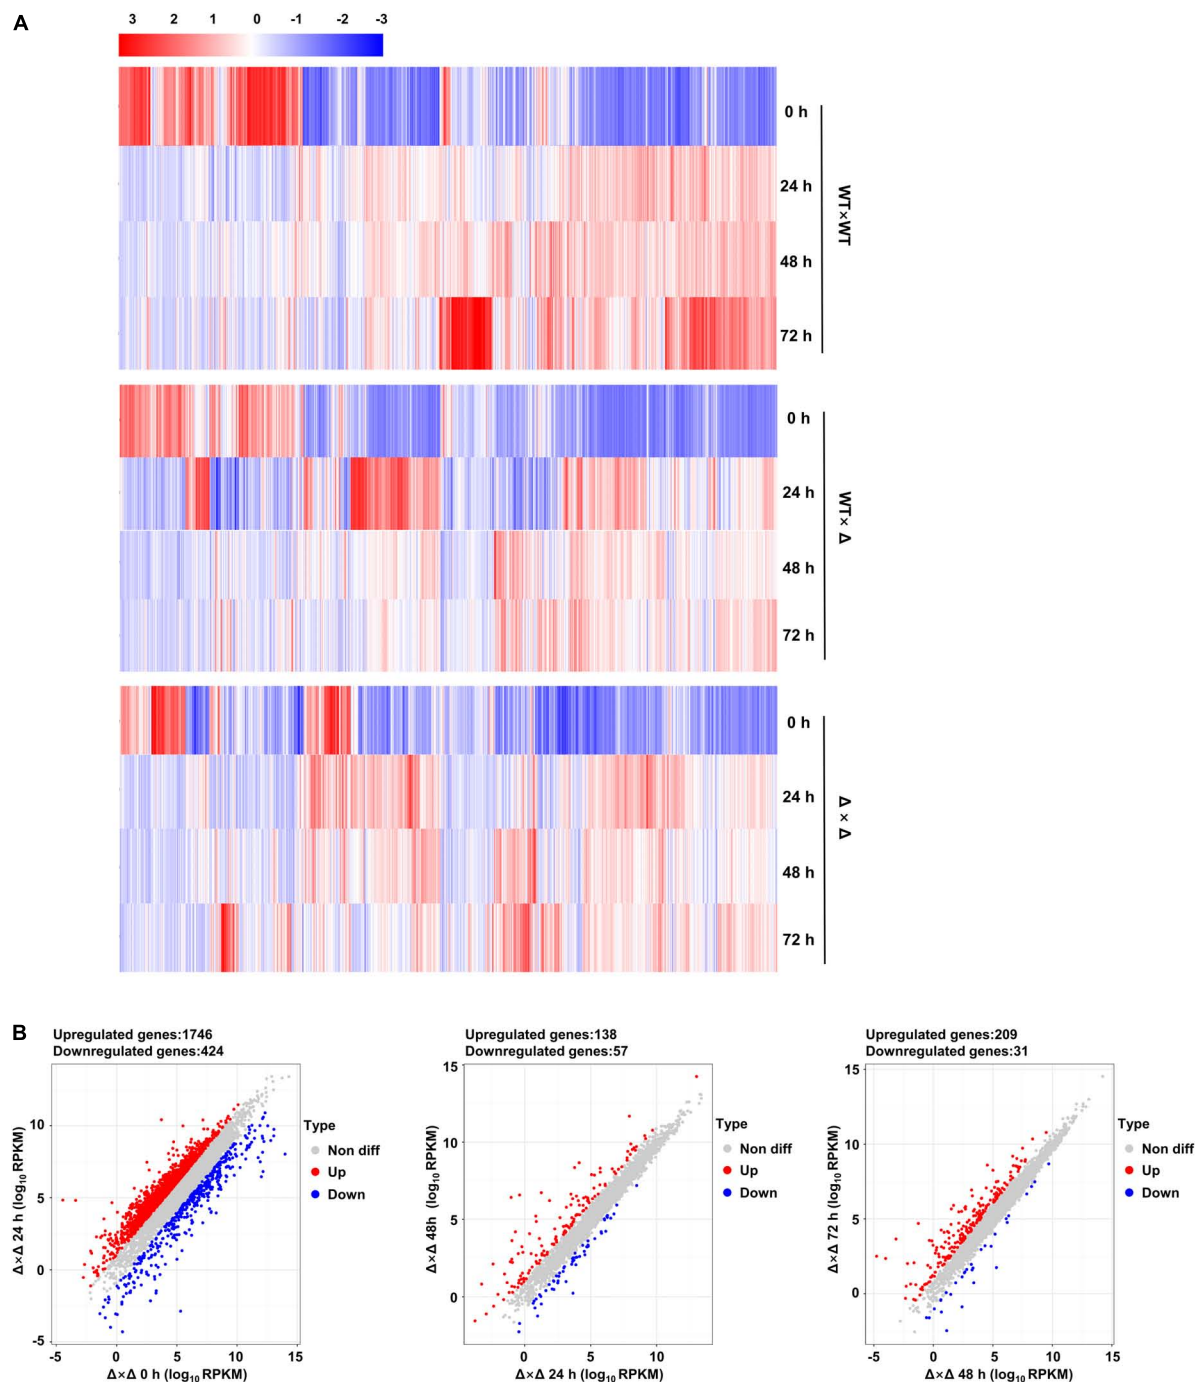 A
3 2 1 0 -1 -2 -3
0 h
24 h
48 h
72 h
WT×WT
0 h
24 h
48 h
72 h
WT× Δ
0 h
24 h
48 h
72 h
Δ × Δ
B
Upregulated genes:1746
Downregulated genes:424
10
5
0
-5
-5 0 5 10 15
Δ×Δ 24 h (log10 RPKM)
Δ×Δ 0 h (log10 RPKM)
Type
Non diff
Up
Down
Upregulated genes:138
Downregulated genes:57
15
10
5
0
0 5 10
Δ×Δ 48h (log10 RPKM)
Δ×Δ 24 h (log10 RPKM)
Type
Non diff
Up
Down
Upregulated genes:209
Downregulated genes:31
15
10
5
0
-5 0 5 10 15
Δ×Δ 72 h (log10 RPKM)
Δ×Δ 48 h (log10 RPKM)
Type
Non diff
Up
Down